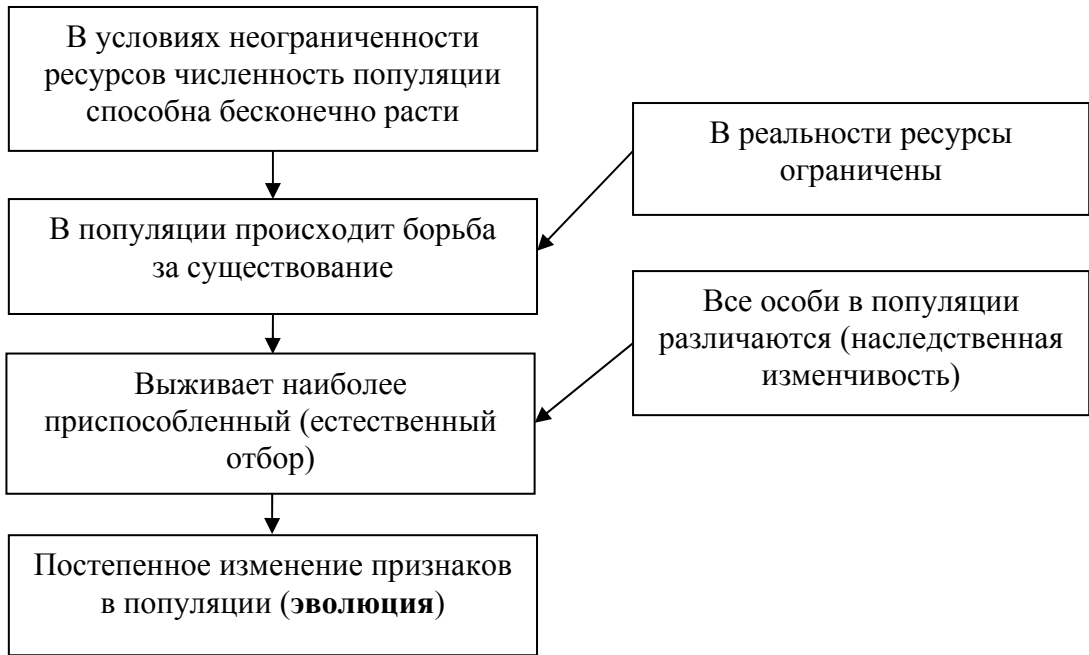 В условиях неограниченности
ресурсов численность популяции
способна бесконечно расти
В реальности ресурсы
ограничены
В популяции происходит борьба
за существование
Все особи в популяции
различаются (наследственная
изменчивость)
Выживает наиболее
приспособленный (естественный
отбор)
Постепенное изменение признаков
в популяции (эволюция)